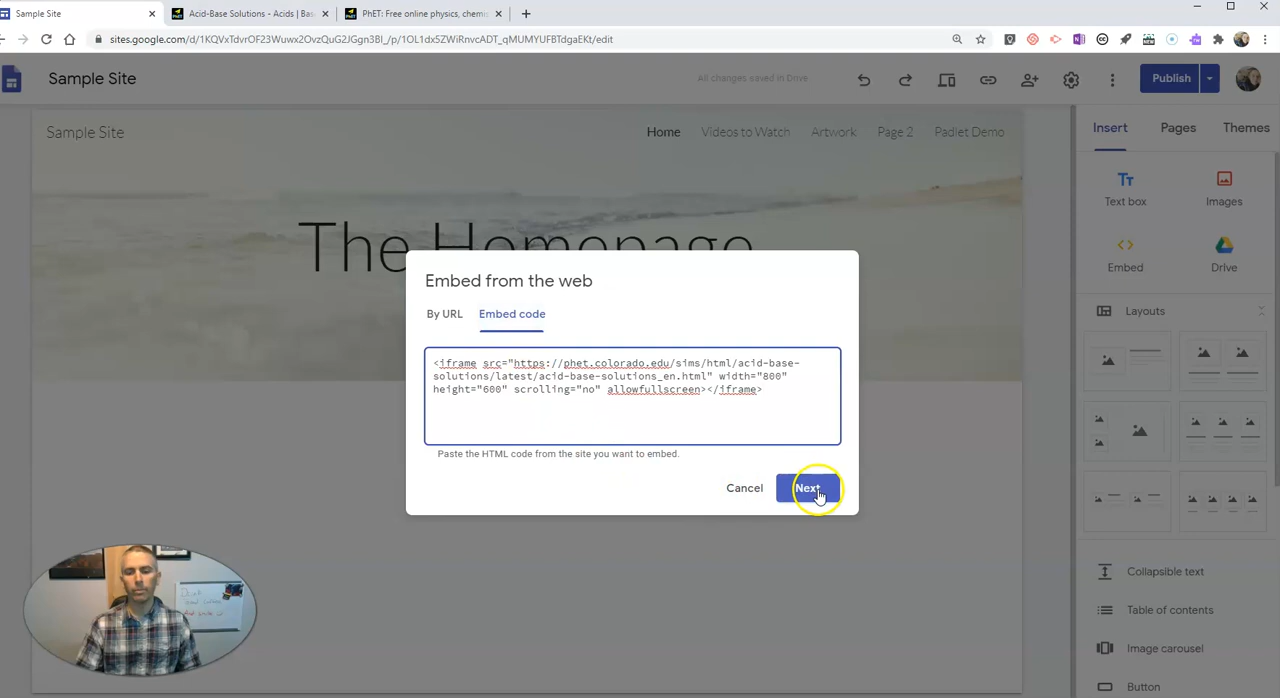 Sample Site
Acid-Base Solutions - Acids | Bas
PhET: Free online physics, chemic
sites.google.com/d/1KQVxTdvrOF23Wuwx2OvzQuG2JGgn3Bl_/p/1OL1dx5ZWiRnvcADT_qMUMYUFBTdgaEKt/edit
Sample Site
All changes saved in Drive
Publish
Sample Site
Home Videos to Watch Artwork Page 2 Padlet Demo
The Homepage
Insert Pages Themes
Text box Images
Embed Drive
Layouts
Collapsible text
Table of contents
Image carousel
Button
Embed from the web
By URL Embed code
<iframe src="https://phet.colorado.edu/sims/html/acid-base-
solutions/latest/acid-base-solutions_en.html" width="800"
height="600" scrolling="no" allowfullscreen></iframe>
Paste the HTML code from the site you want to embed.
Cancel Next